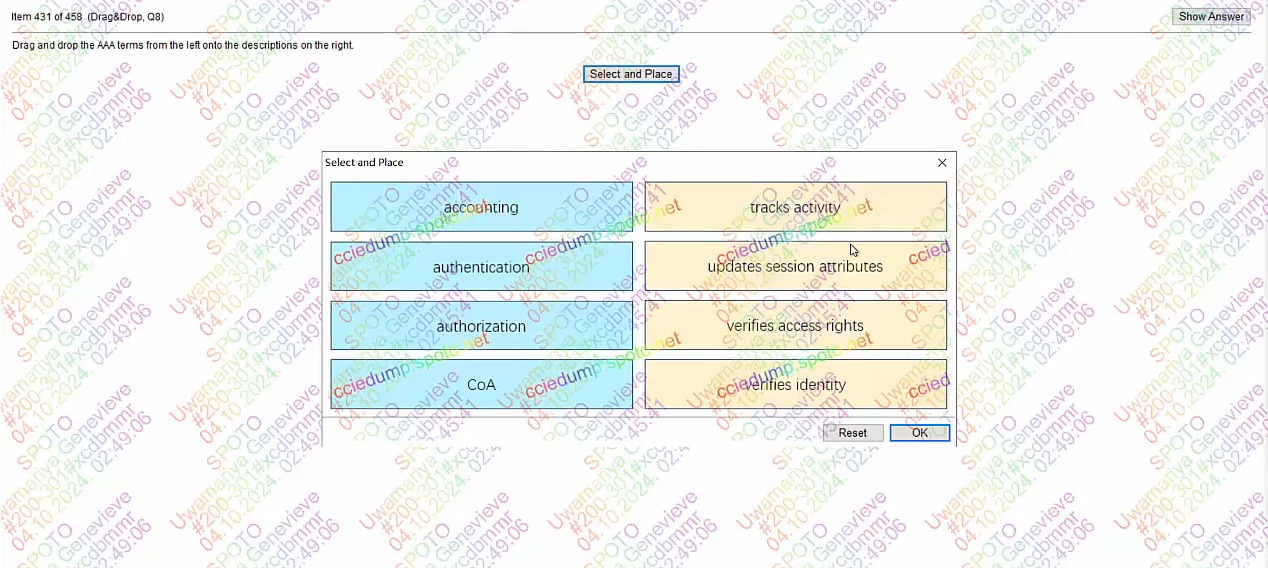 Item 431 of 458 (Drag&Drop, Q8)
Show Answer
Drag and drop the AAA terms from the left onto the descriptions on the right.
Select and Place
Select and Place
accounting
tracks activity
authentication
updates session attributes
authorization
verifies access rights
CoA
verifies identity
Reset
OK
cciedump.spoto.net
SPOTO
Uwamanya Genevieve
#200-301#xcdbmmr
04.10.2024. 02:49:06